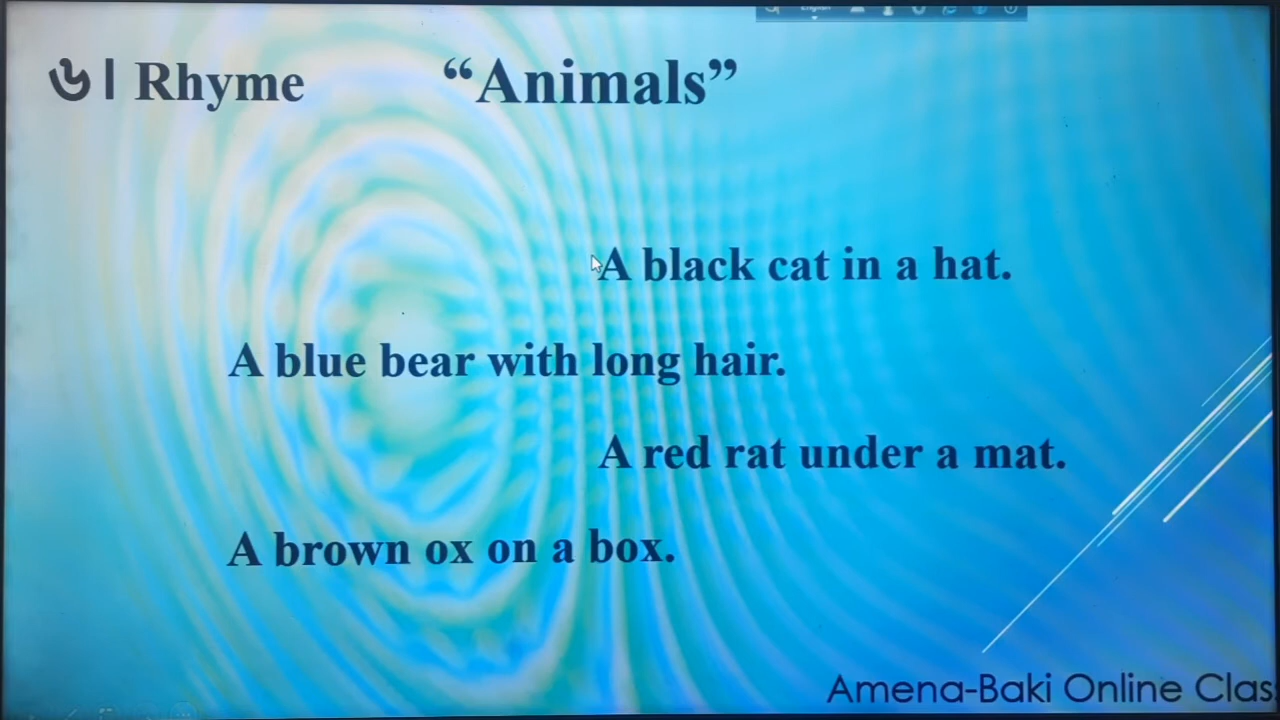 ৬। Rhyme “Animals”
A black cat in a hat.
A blue bear with long hair.
A red rat under a mat.
A brown ox on a box.
Amena-Baki Online Clas